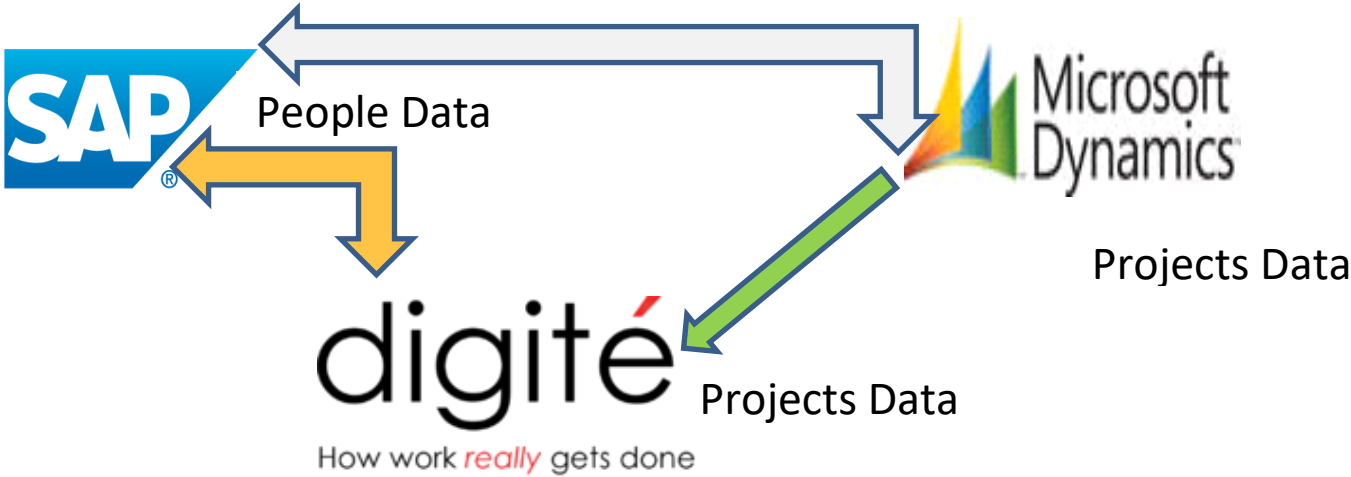 SAP
®
People Data
Microsoft
Dynamics
Projects Data
digité
Projects Data
How work really gets done